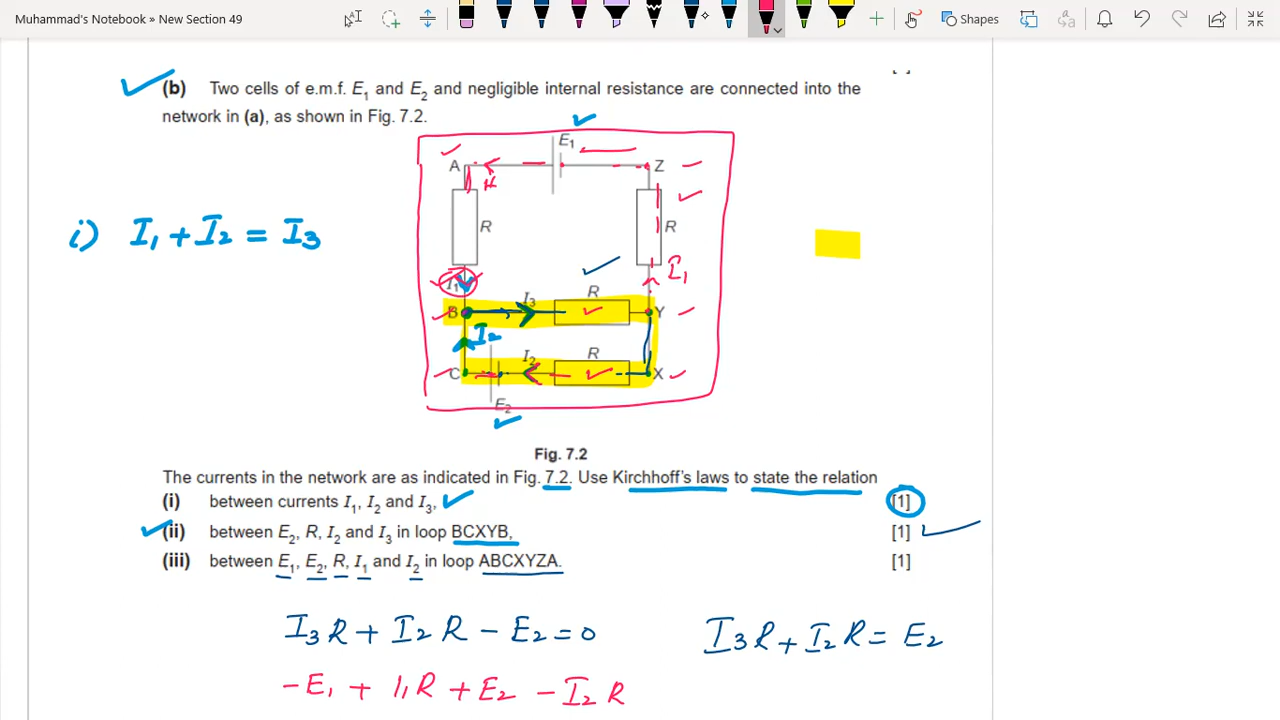 Muhammad's Notebook » New Section 49
Shapes
(b) Two cells of e.m.f. E₁ and E₂ and negligible internal resistance are connected into the
network in (a), as shown in Fig. 7.2.
E₁
A
Z
i) I₁ + I₂ = I₃
R
R
I₁
I₁
I₃
R
B
Y
I₂
I₂
R
C
X
E₂
Fig. 7.2
The currents in the network are as indicated in Fig. 7.2. Use Kirchhoff's laws to state the relation
(i) between currents I₁, I₂ and I₃, [1]
(ii) between E₂, R, I₂ and I₃ in loop BCXYB, [1]
(iii) between E₁, E₂, R, I₁ and I₂ in loop ABCXYZA. [1]
I₃R + I₂R - E₂ = 0
I₃R + I₂R = E₂
-E₁ + I₁R + E₂ - I₂R